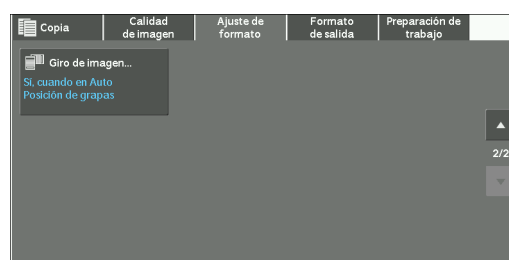 Copia
Calidad
de imagen
Ajuste de
formato
Formato
de salida
Preparación de
trabajo
Giro de imagen...
Sí, cuando en Auto
Posición de grapas
2/2